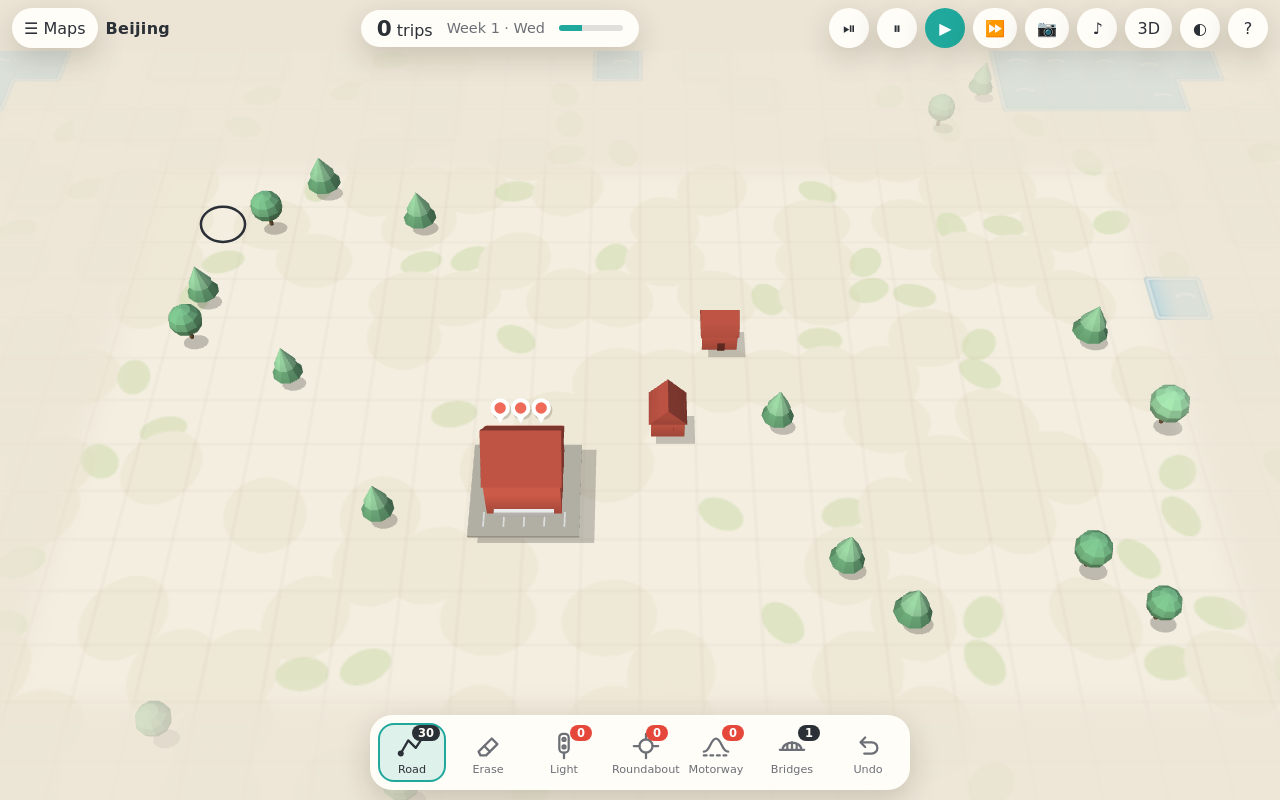 ☰ Maps
Beijing
0 trips Week 1 · Wed
3D
?
30
0
0
0
1
Road
Erase
Light
Roundabout
Motorway
Bridges
Undo